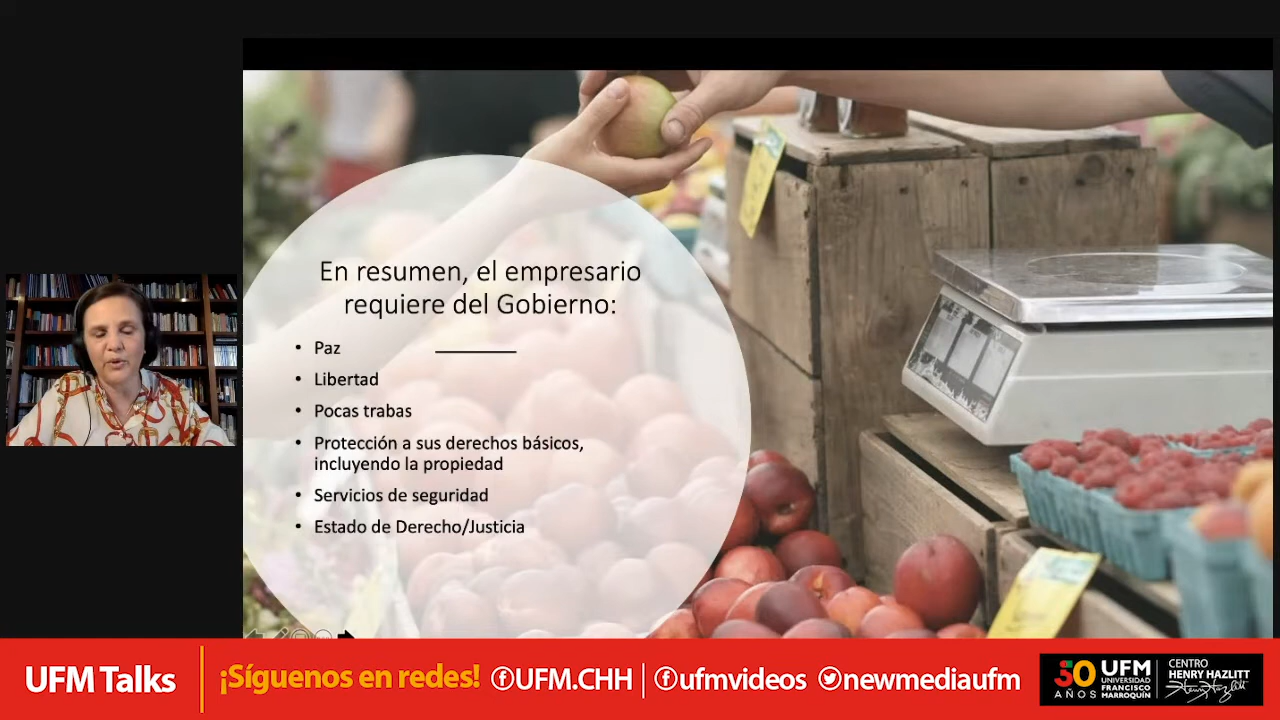 En resumen, el empresario
requiere del Gobierno:
• Paz
• Libertad
• Pocas trabas
• Protección a sus derechos básicos,
incluyendo la propiedad
• Servicios de seguridad
• Estado de Derecho/Justicia
UFM Talks
¡Síguenos en redes!
UFM.CHH
ufmvideos
newmediaufm
50
AÑOS
UFM
UNIVERSIDAD
FRANCISCO
MARROQUÍN
CENTRO
HENRY HAZLITT